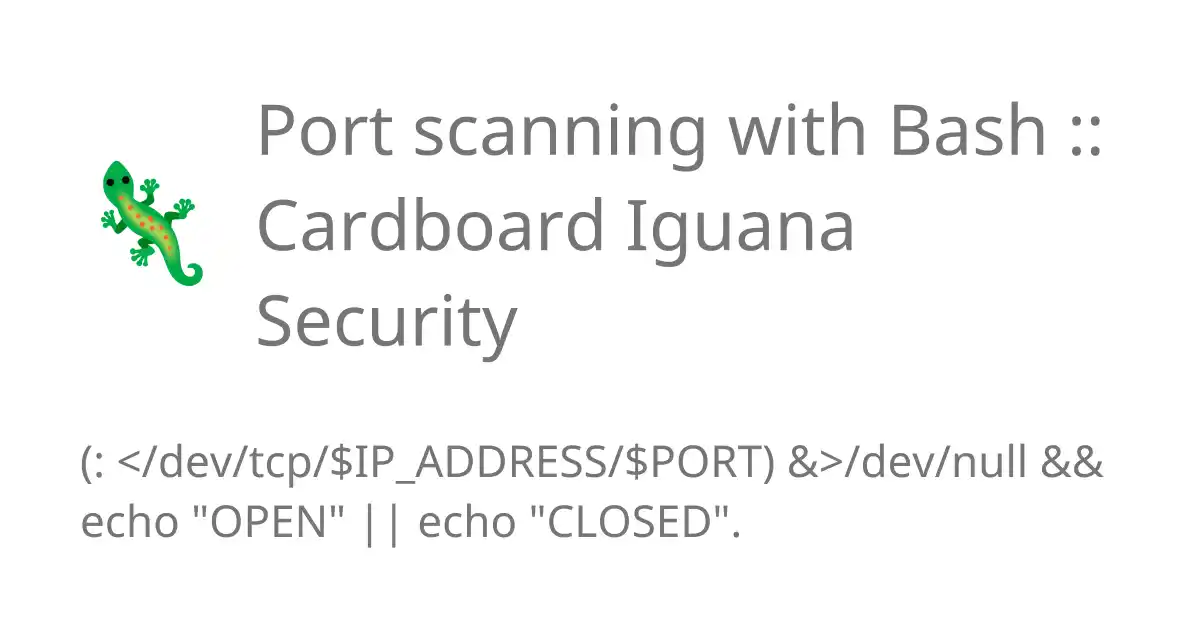 Port scanning with Bash ::
Cardboard Iguana
Security
(: </dev/tcp/$IP_ADDRESS/$PORT) &>/dev/null &&
echo "OPEN" || echo "CLOSED".